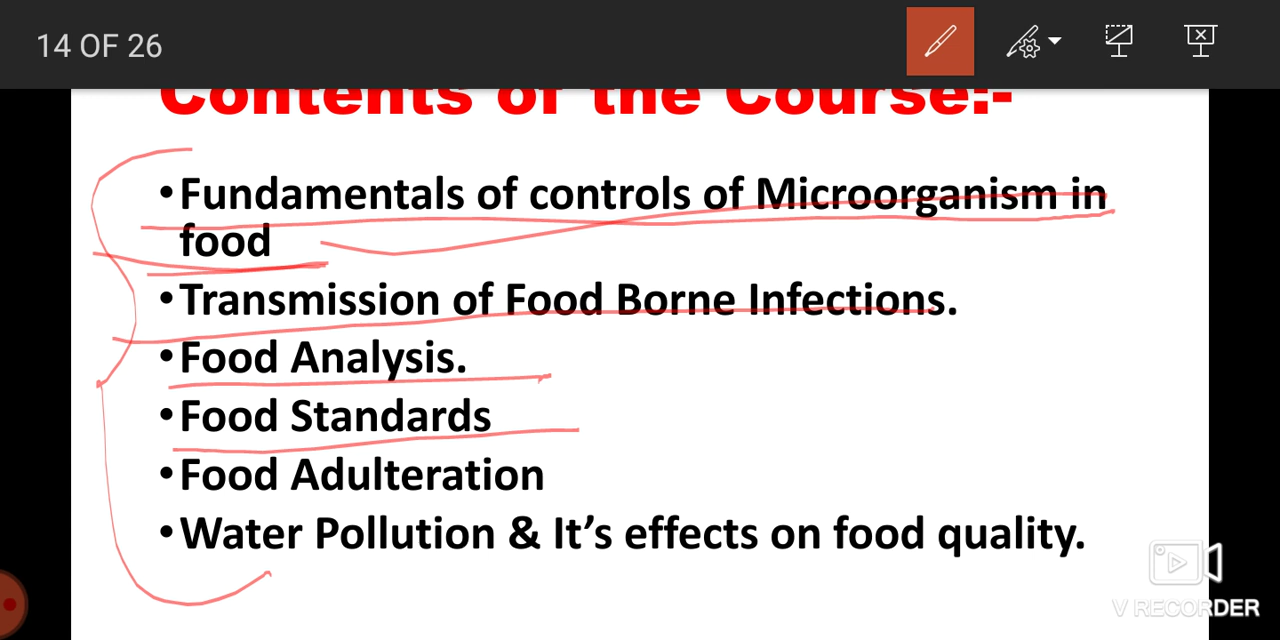 14 OF 26
Contents of the Course:-
•Fundamentals of controls of Microorganism in
food
•Transmission of Food Borne Infections.
•Food Analysis.
•Food Standards
•Food Adulteration
•Water Pollution & It’s effects on food quality.
V RECORDER